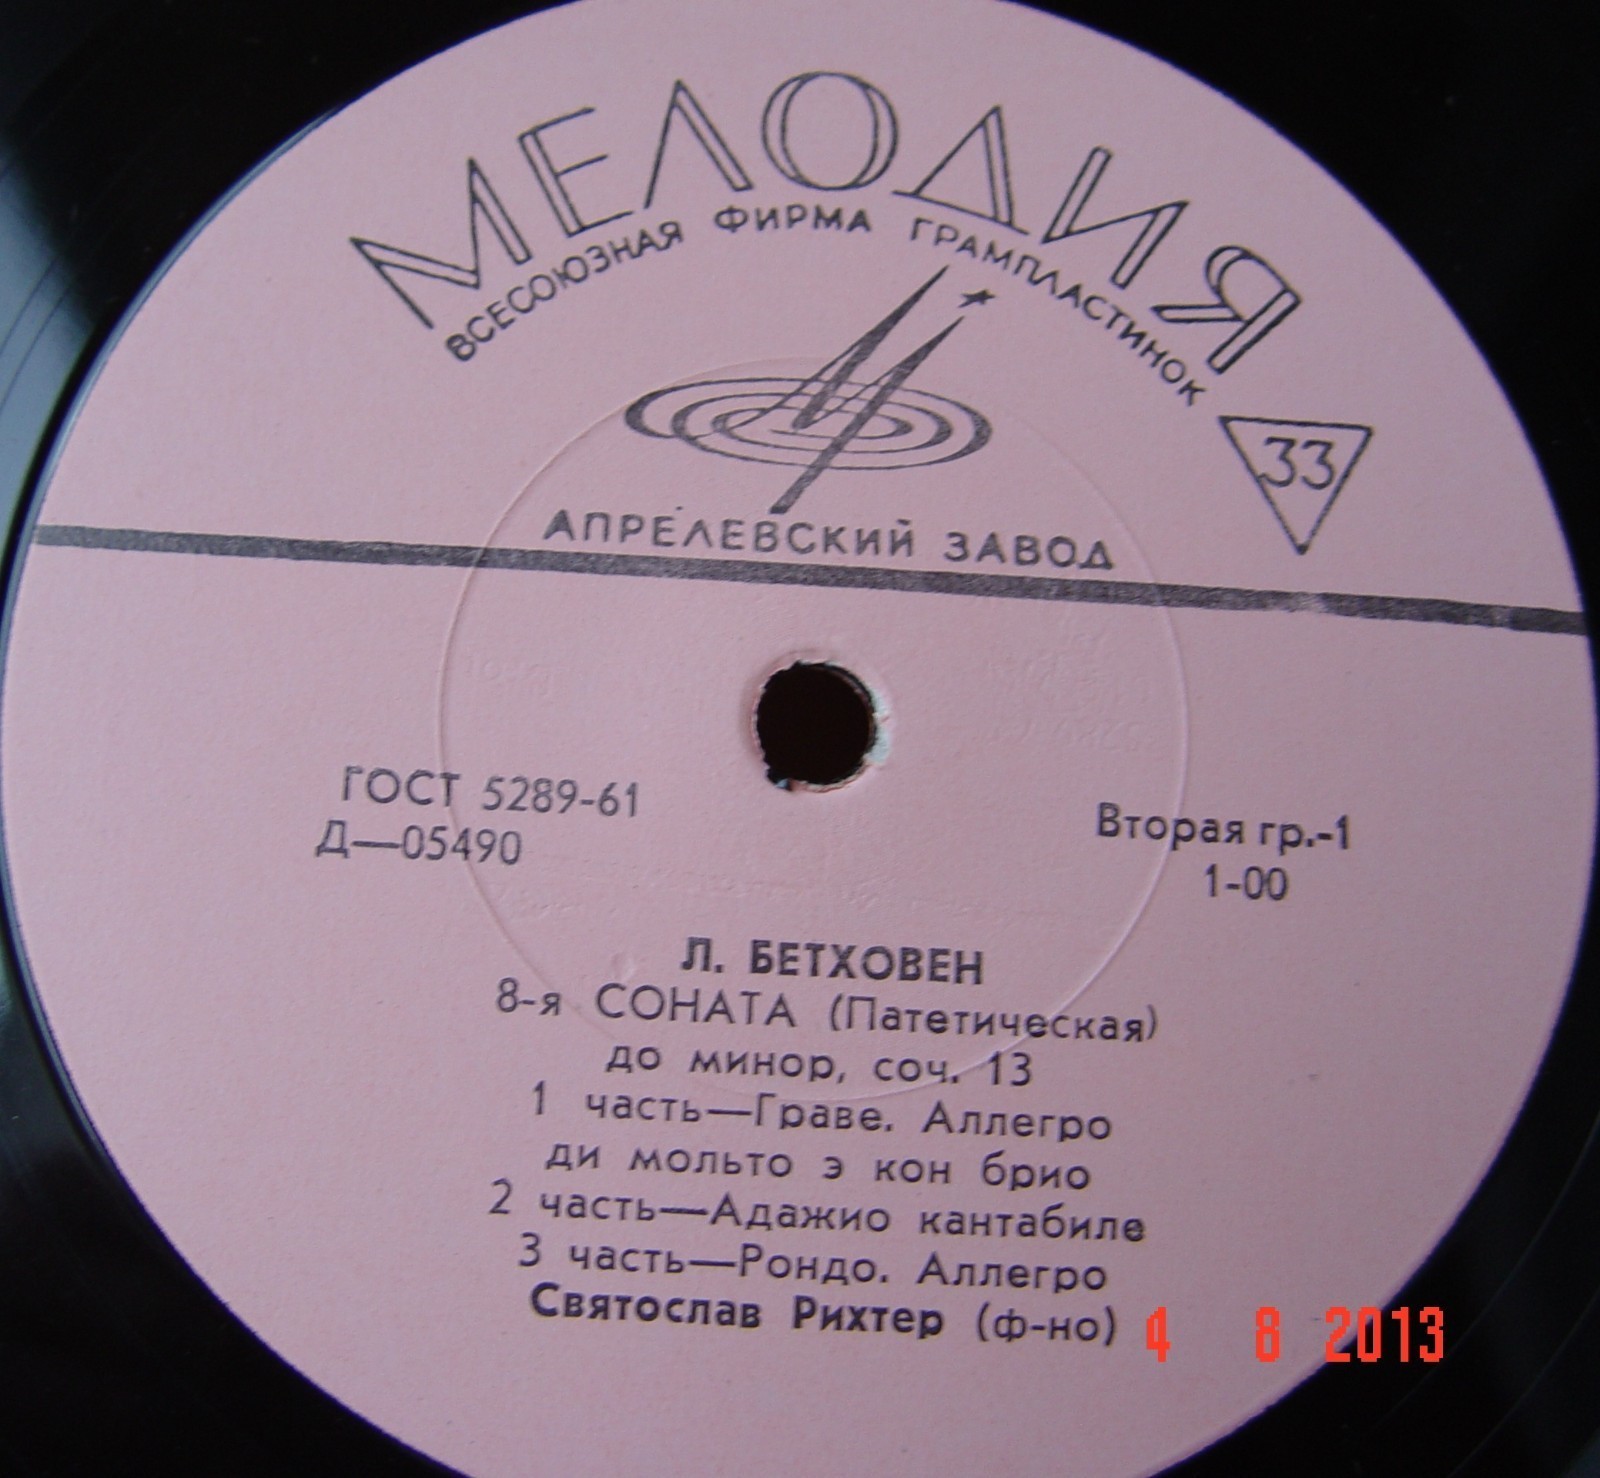 МЕЛОДИЯ
ВСЕСОЮЗНАЯ ФИРМА ГРАМПЛАСТИНОК
33
АПРЕЛЕВСКИЙ ЗАВОД
ГОСТ 5289-61
Д—05490
Вторая гр.-1
1-00
Л. БЕТХОВЕН
8-я СОНАТА (Патетическая)
до минор, соч. 13
1 часть—Граве. Аллегро
ди мольто э кон брио
2 часть—Адажио кантабиле
3 часть—Рондо. Аллегро
Святослав Рихтер (ф-но)
4 8 2013